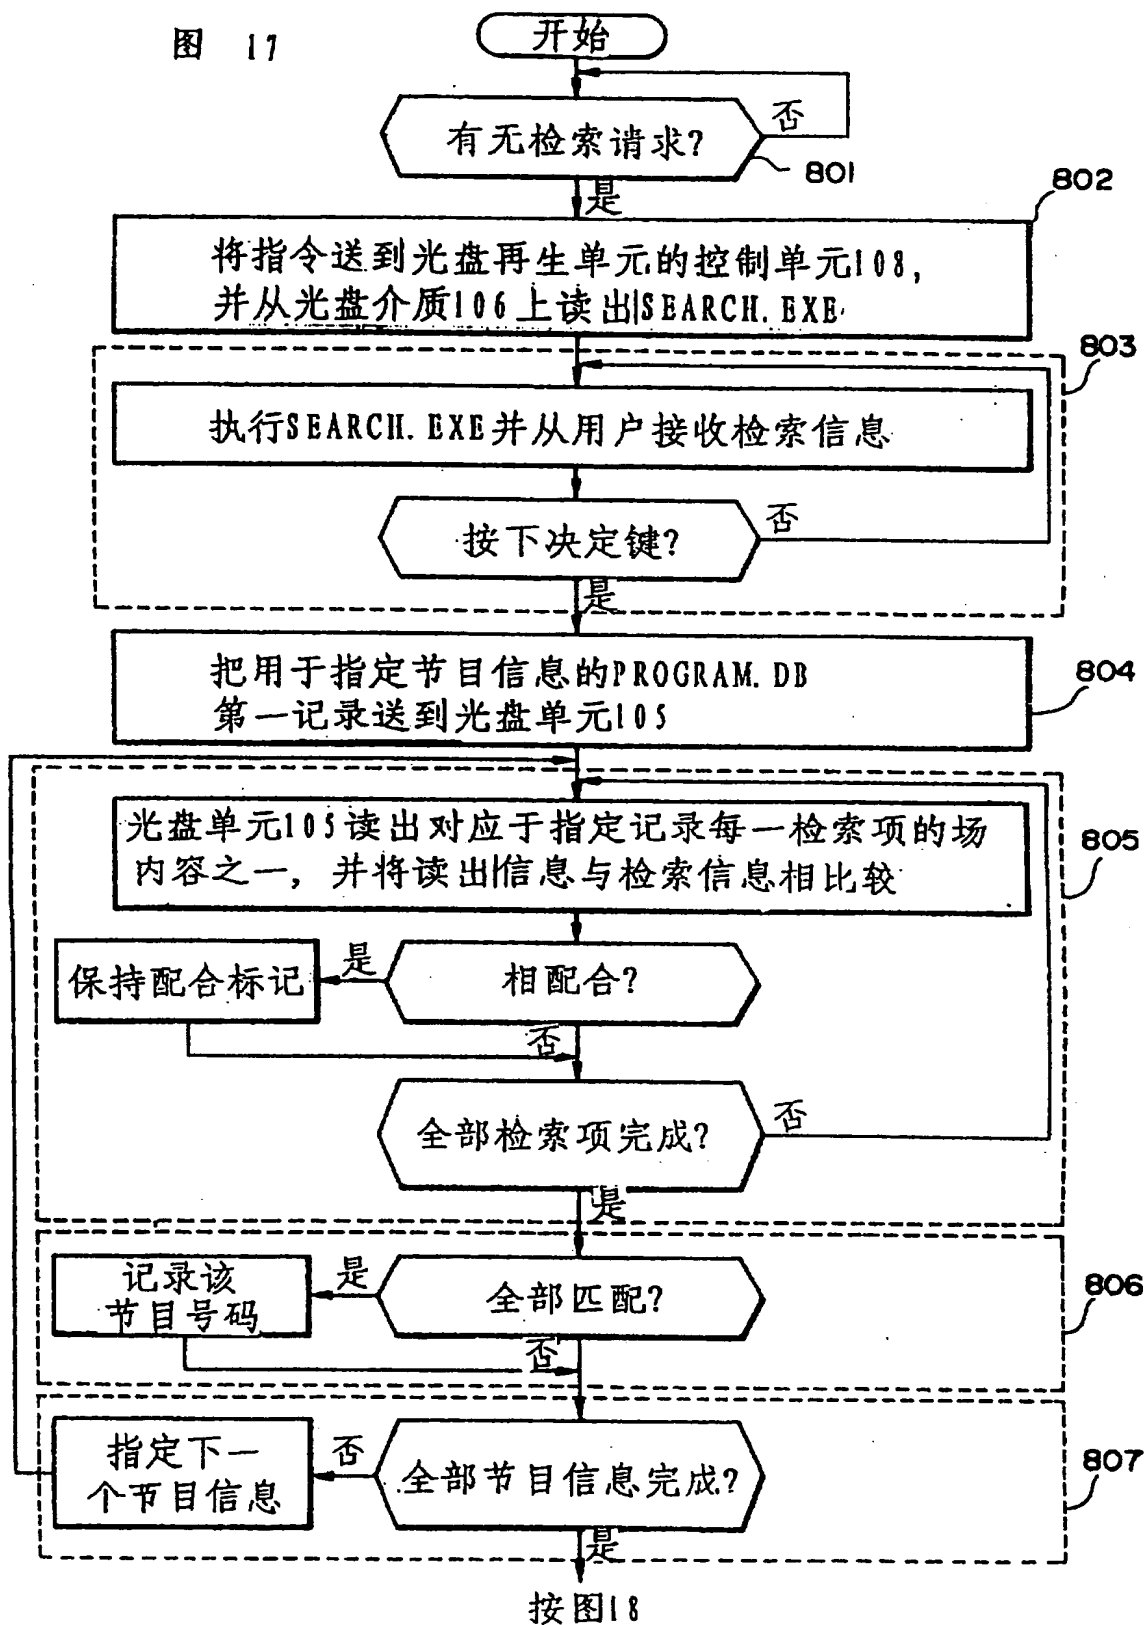 图 17
开始
否
有无检索请求?
801
是
802
将指令送到光盘再生单元的控制单元108,
并从光盘介质106上读出SEARCH.EXE
803
执行SEARCH.EXE并从用户接收检索信息
按下决定键?
否
是
把用于指定节目信息的PROGRAM.DB
第一记录送到光盘单元105
804
光盘单元105读出对应于指定记录每一检索项的场
内容之一, 并将读出信息与检索信息相比较
805
保持配合标记
是
相配合?
否
全部检索项完成?
否
是
记录该
节目号码
是
全部匹配?
806
否
指定下一
个节目信息
否
全部节目信息完成?
807
是
按图18